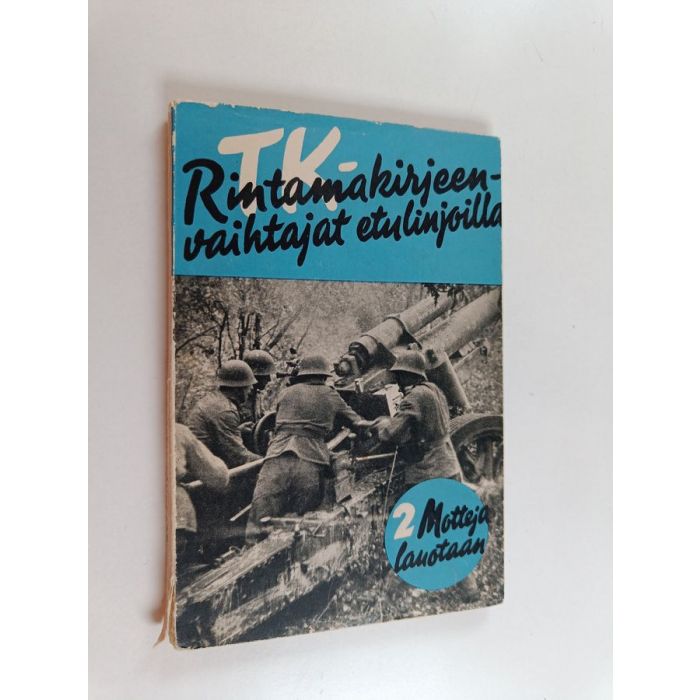 TK-
Rintamakirjeen-
vaihtajat etulinjoilla
2 Motteja
lauotaan